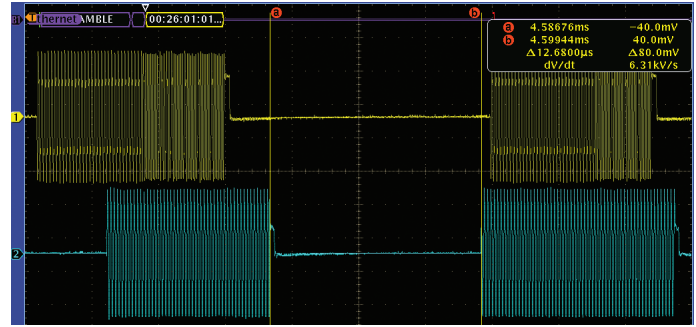 B1 hernet AMBLE 00:26:01:01...
a b 1
a 4.58676ms −40.0mV
b 4.59944ms 40.0mV
Δ12.6800µs Δ80.0mV
dV/dt 6.31kV/s
1
2